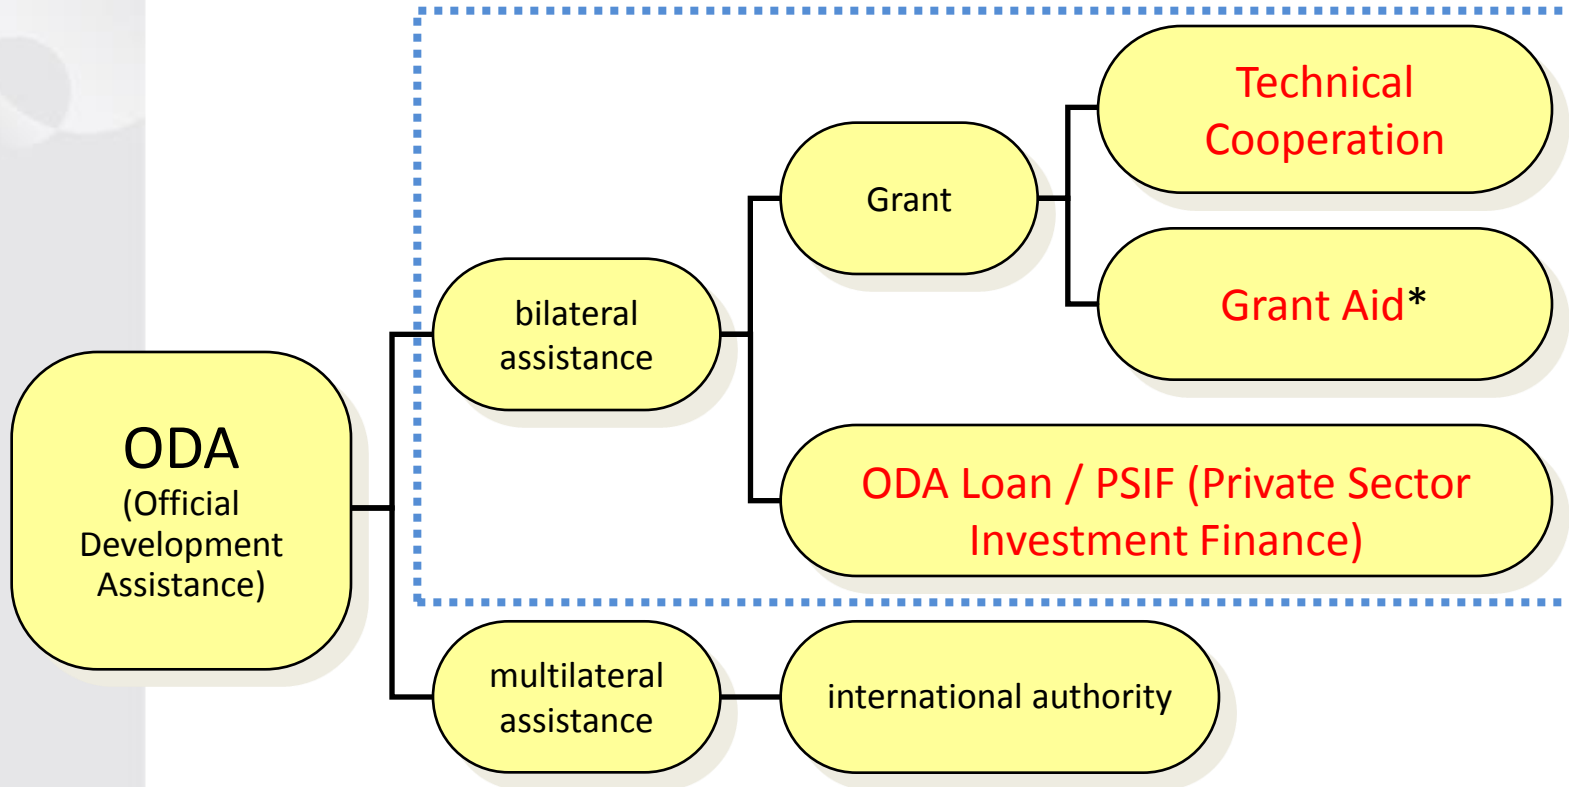 Technical
Cooperation
Grant
Grant Aid*
bilateral
assistance
ODA Loan / PSIF (Private Sector
Investment Finance)
ODA
(Official
Development
Assistance)
multilateral
assistance
international authority